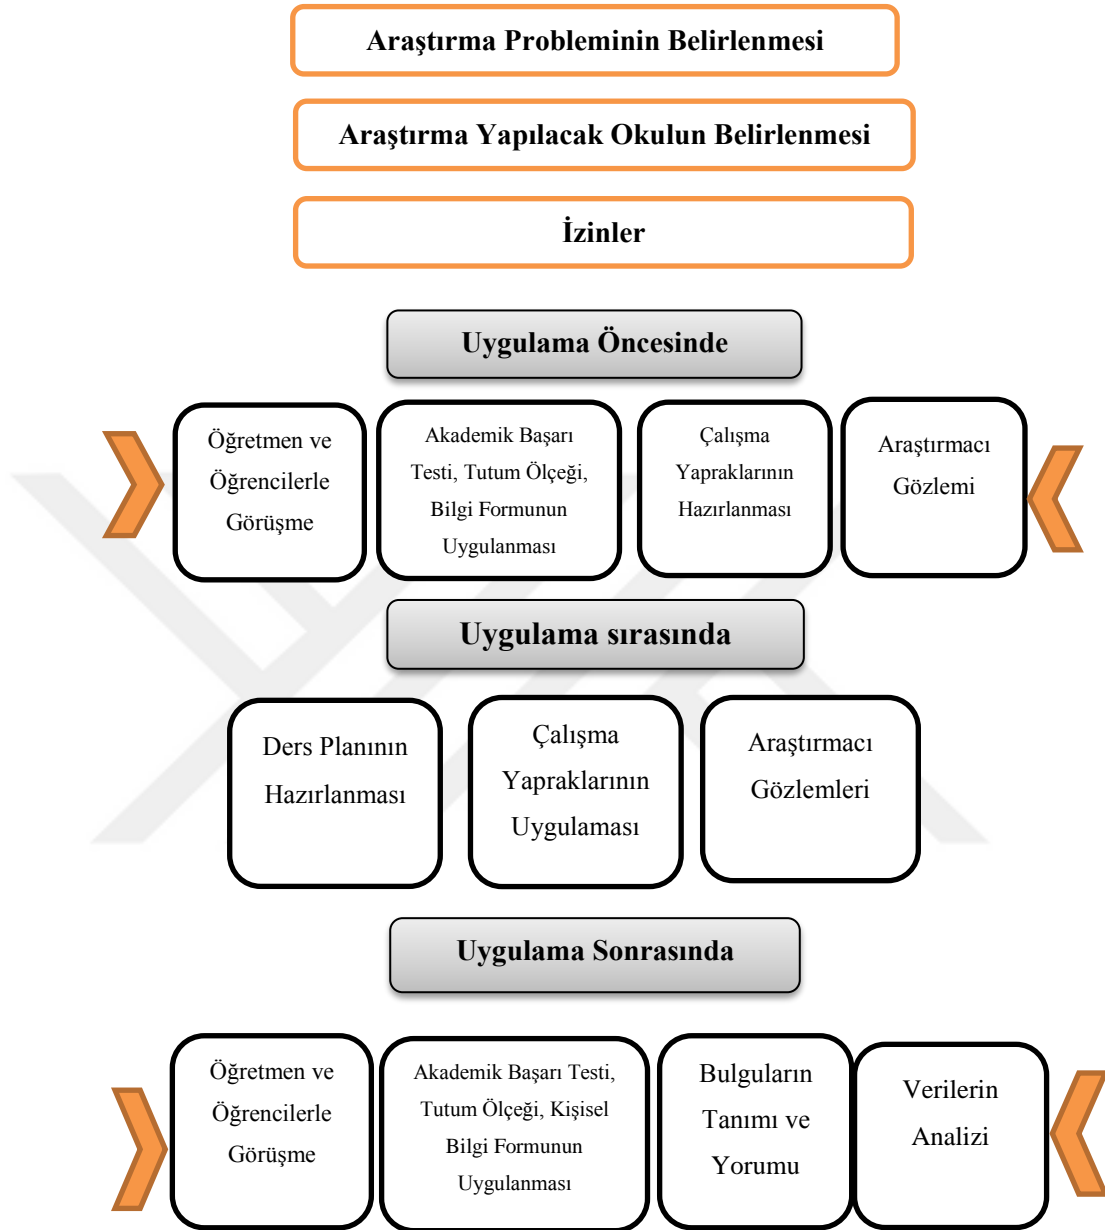 Araştırma Probleminin Belirlenmesi
Araştırma Yapılacak Okulun Belirlenmesi
İzinler
Uygulama Öncesinde
Öğretmen ve
Öğrencilerle
Görüşme
Akademik Başarı
Testi, Tutum Ölçeği,
Bilgi Formunun
Uygulanması
Çalışma
Yapraklarının
Hazırlanması
Araştırmacı
Gözlemi
Uygulama sırasında
Ders Planının
Hazırlanması
Çalışma
Yapraklarının
Uygulaması
Araştırmacı
Gözlemleri
Uygulama Sonrasında
Öğretmen ve
Öğrencilerle
Görüşme
Akademik Başarı Testi,
Tutum Ölçeği, Kişisel
Bilgi Formunun
Uygulanması
Bulguların
Tanımı ve
Yorumu
Verilerin
Analizi